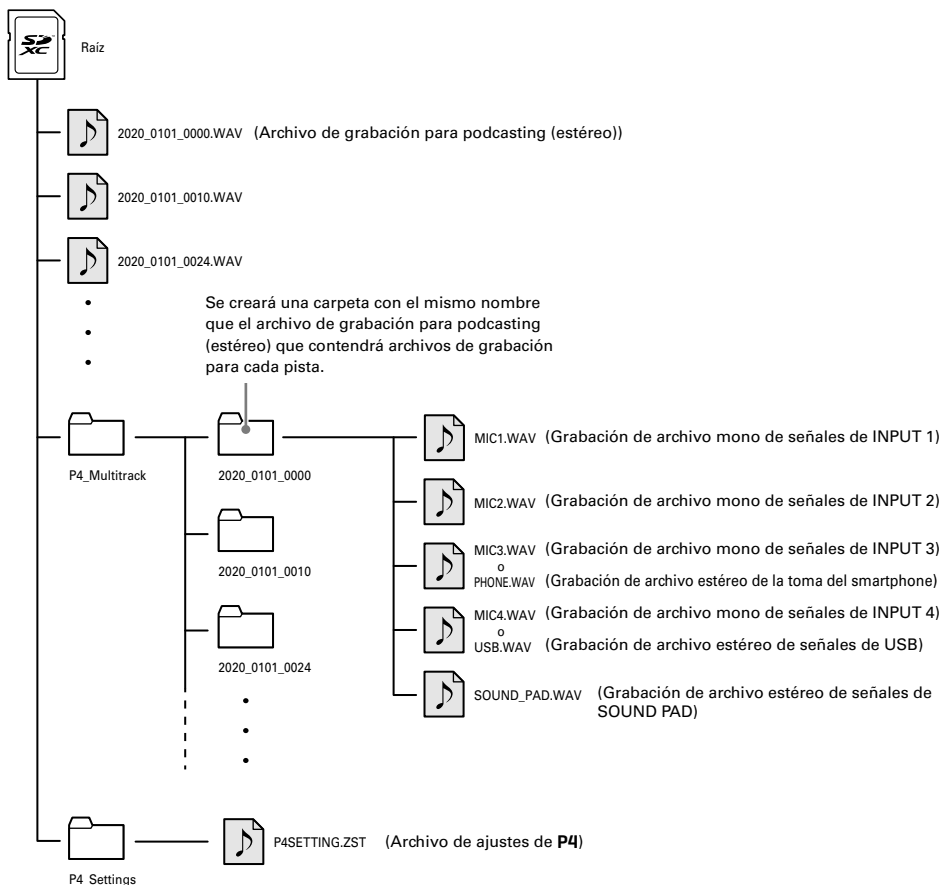 SD
XC
Raíz
2020_0101_0000.WAV (Archivo de grabación para podcasting (estéreo))
2020_0101_0010.WAV
2020_0101_0024.WAV
Se creará una carpeta con el mismo nombre
que el archivo de grabación para podcasting
(estéreo) que contendrá archivos de grabación
para cada pista.
P4_Multitrack
2020_0101_0000
2020_0101_0010
2020_0101_0024
MIC1.WAV (Grabación de archivo mono de señales de INPUT 1)
MIC2.WAV (Grabación de archivo mono de señales de INPUT 2)
MIC3.WAV (Grabación de archivo mono de señales de INPUT 3)
o
PHONE.WAV (Grabación de archivo estéreo de la toma del smartphone)
MIC4.WAV (Grabación de archivo mono de señales de INPUT 4)
o
USB.WAV (Grabación de archivo estéreo de señales de USB)
SOUND_PAD.WAV (Grabación de archivo estéreo de señales de
SOUND PAD)
P4_Settings
P4SETTING.ZST (Archivo de ajustes de P4)